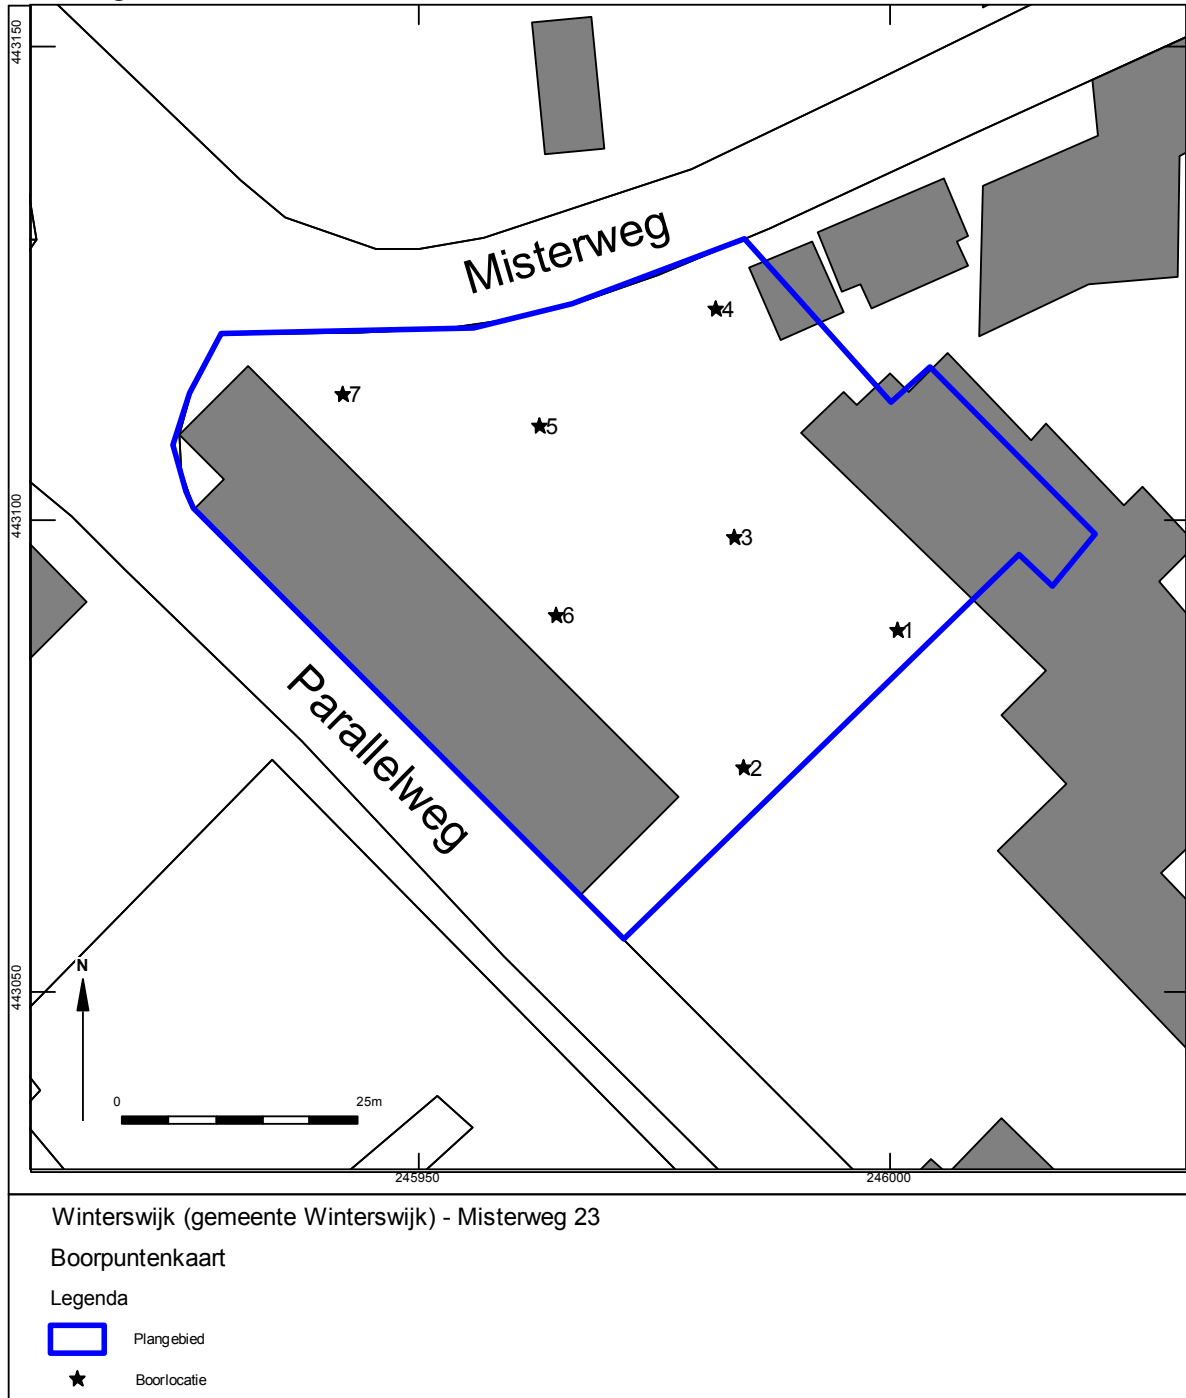 443150
Misterweg
4
7
5
443100
3
6
1
Parallelweg
2
443050
N
0
25m
245950
246000
Winterswijk (gemeente Winterswijk) - Misterweg 23
Boorpuntenkaart
Legenda
Plangebied
Boorlocatie